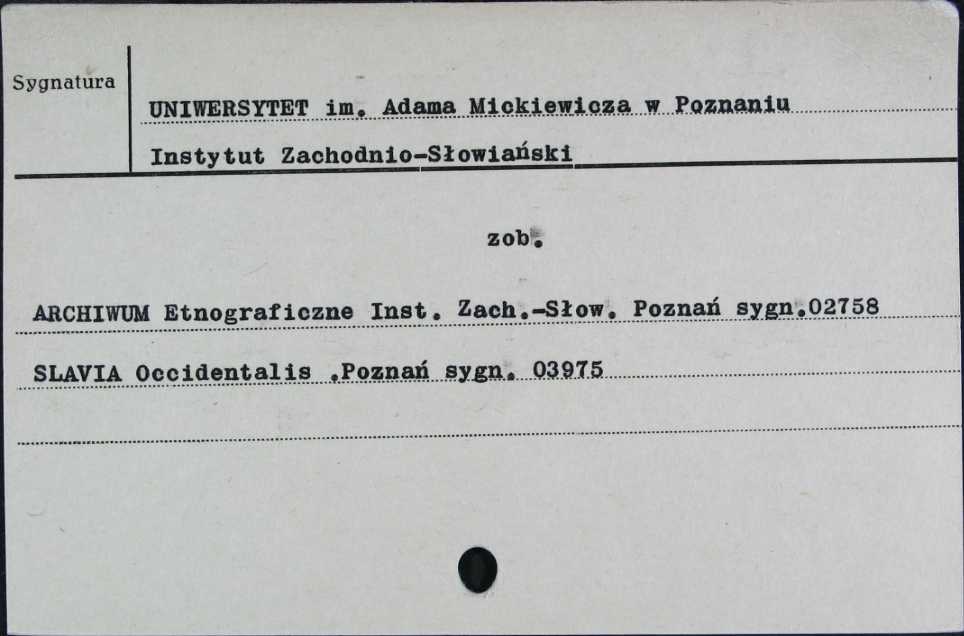 Sygnatura
UNIWERSYTET im. Adama Mickiewicza w Poznaniu
Instytut Zachodnio-Słowiański
zob.
ARCHIWUM Etnograficzne Inst. Zach.-Słow. Poznań sygn.02758
SLAVIA Occidentalis .Poznań sygn. 03975